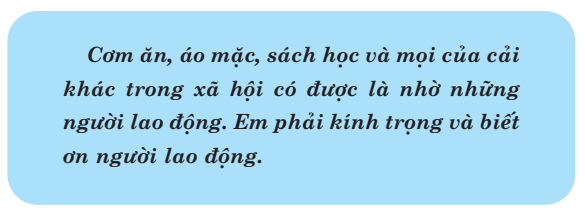 Cơm ăn, áo mặc, sách học và mọi của cải
khác trong xã hội có được là nhờ những
người lao động. Em phải kính trọng và biết
ơn người lao động.